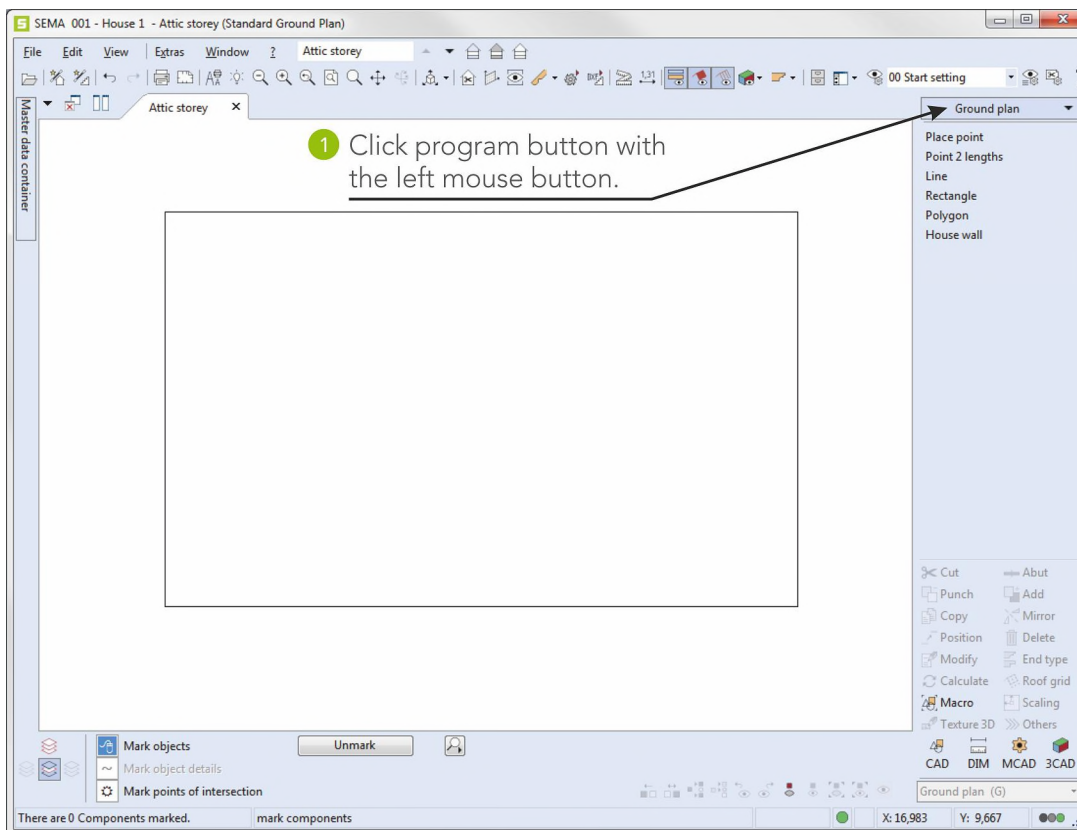 SEMA 001 - House 1 - Attic storey (Standard Ground Plan)
File Edit View Extras Window ? Attic storey
1,31
00 Start setting
Master data container
Attic storey
Ground plan
1 Click program button with
the left mouse button.
Place point
Point 2 lengths
Line
Rectangle
Polygon
House wall
Cut Abut
Punch Add
Copy Mirror
Position Delete
Modify End type
Calculate Roof grid
Macro Scaling
Texture 3D Others
CAD DIM MCAD 3CAD
Ground plan (G)
Mark objects Unmark
Mark object details
Mark points of intersection
There are 0 Components marked. mark components X: 16,983 Y: 9,667